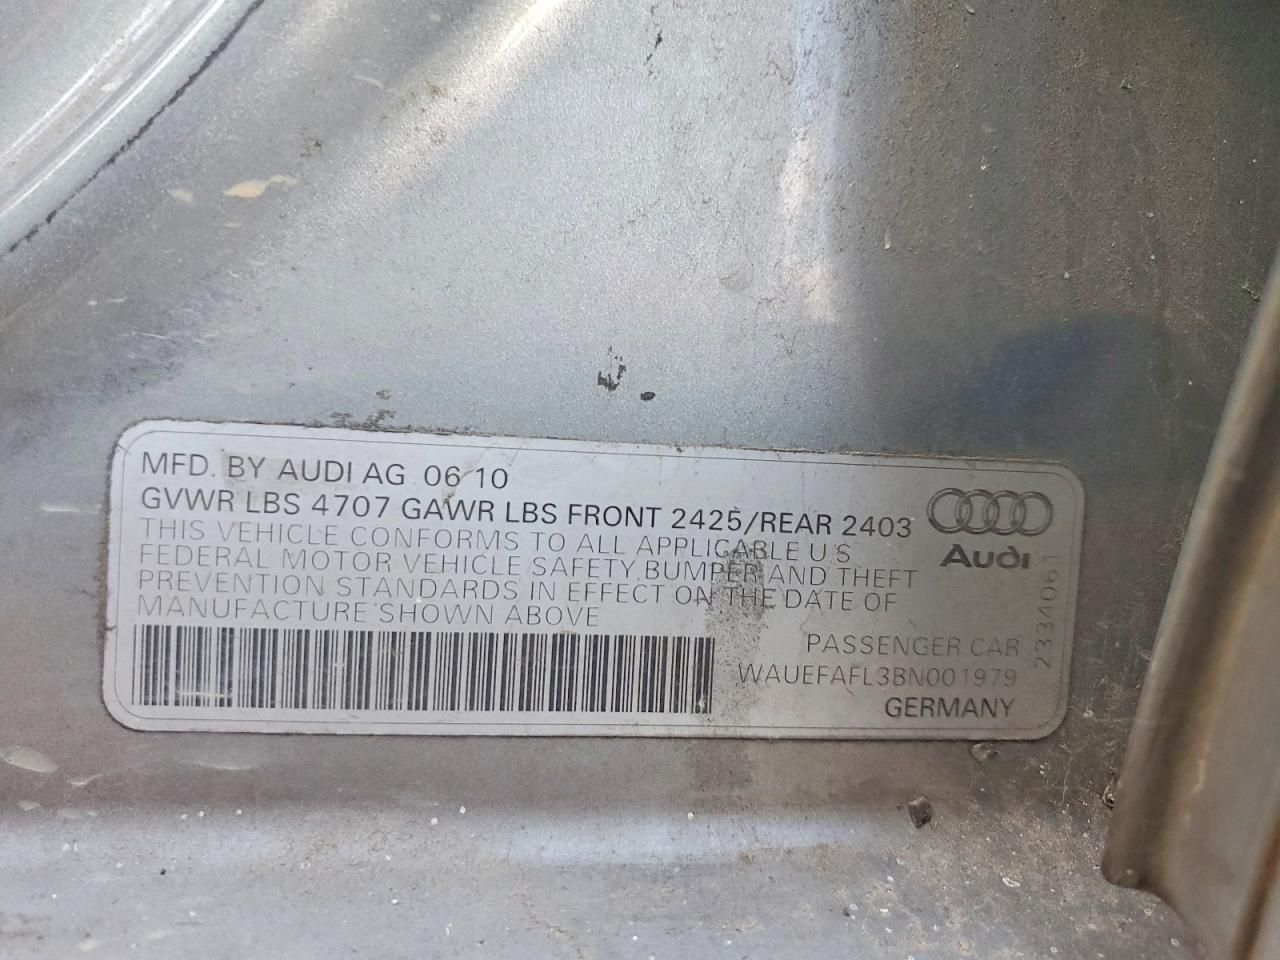 MFD. BY AUDI AG 06 10
GVWR LBS 4707 GAWR LBS FRONT 2425/REAR 2403
THIS VEHICLE CONFORMS TO ALL APPLICABLE U S
FEDERAL MOTOR VEHICLE SAFETY, BUMPER AND THEFT
PREVENTION STANDARDS IN EFFECT ON THE DATE OF
MANUFACTURE SHOWN ABOVE
Audi
PASSENGER CAR
WAUEFAFL3BN001979
GERMANY
2334061